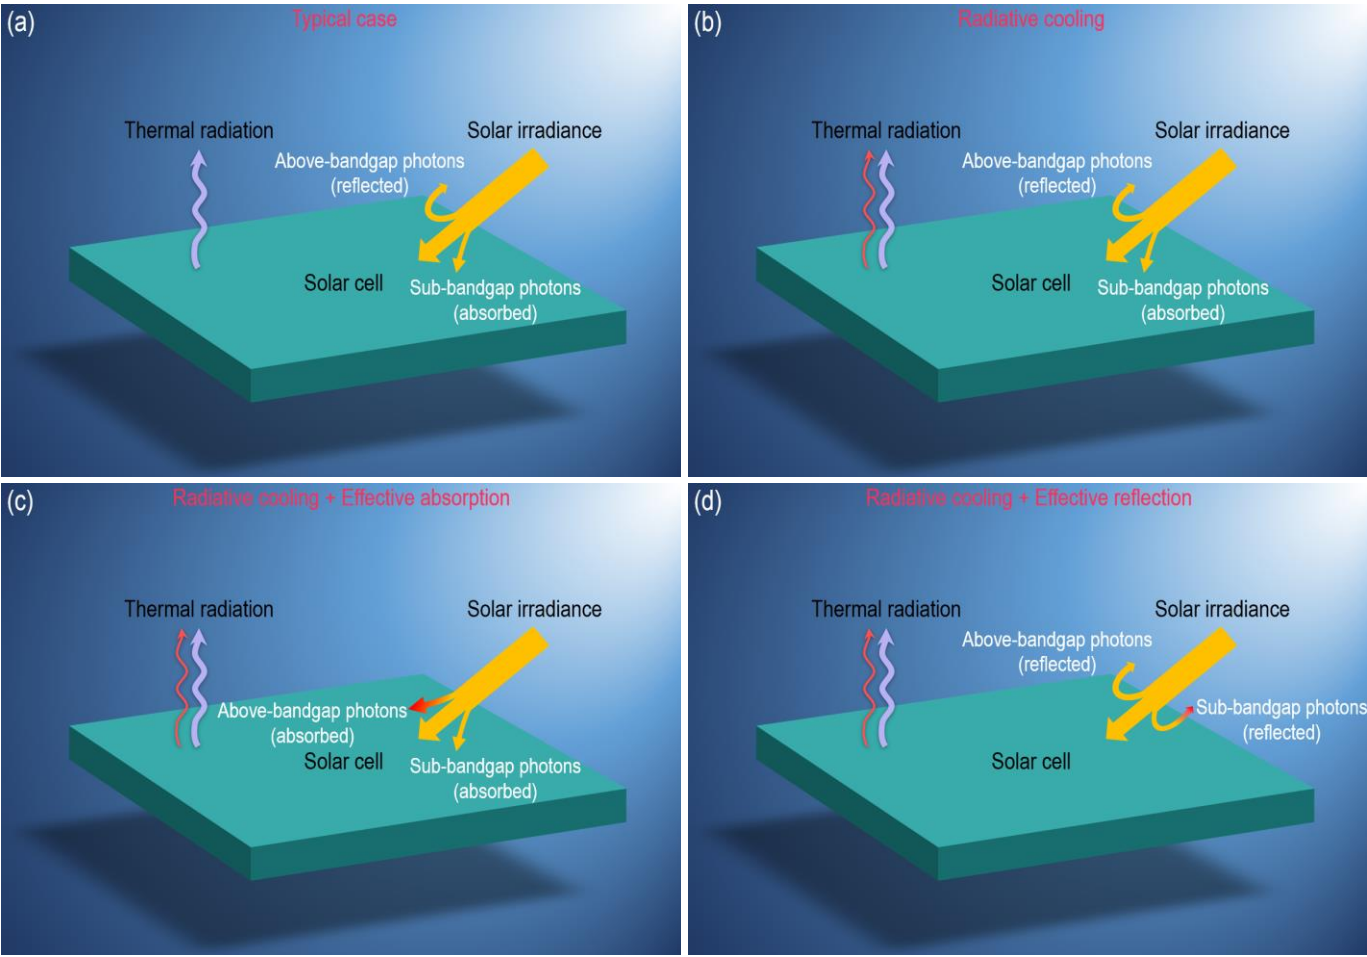 (a)
Typical case
Thermal radiation
Solar irradiance
Above-bandgap photons
(reflected)
Solar cell
Sub-bandgap photons
(absorbed)
(b)
Radiative cooling
Thermal radiation
Solar irradiance
Above-bandgap photons
(reflected)
Solar cell
Sub-bandgap photons
(absorbed)
(c)
Radiative cooling + Effective absorption
Thermal radiation
Solar irradiance
Above-bandgap photons
(absorbed)
Solar cell
Sub-bandgap photons
(absorbed)
(d)
Radiative cooling + Effective reflection
Thermal radiation
Solar irradiance
Above-bandgap photons
(reflected)
Sub-bandgap photons
(reflected)
Solar cell